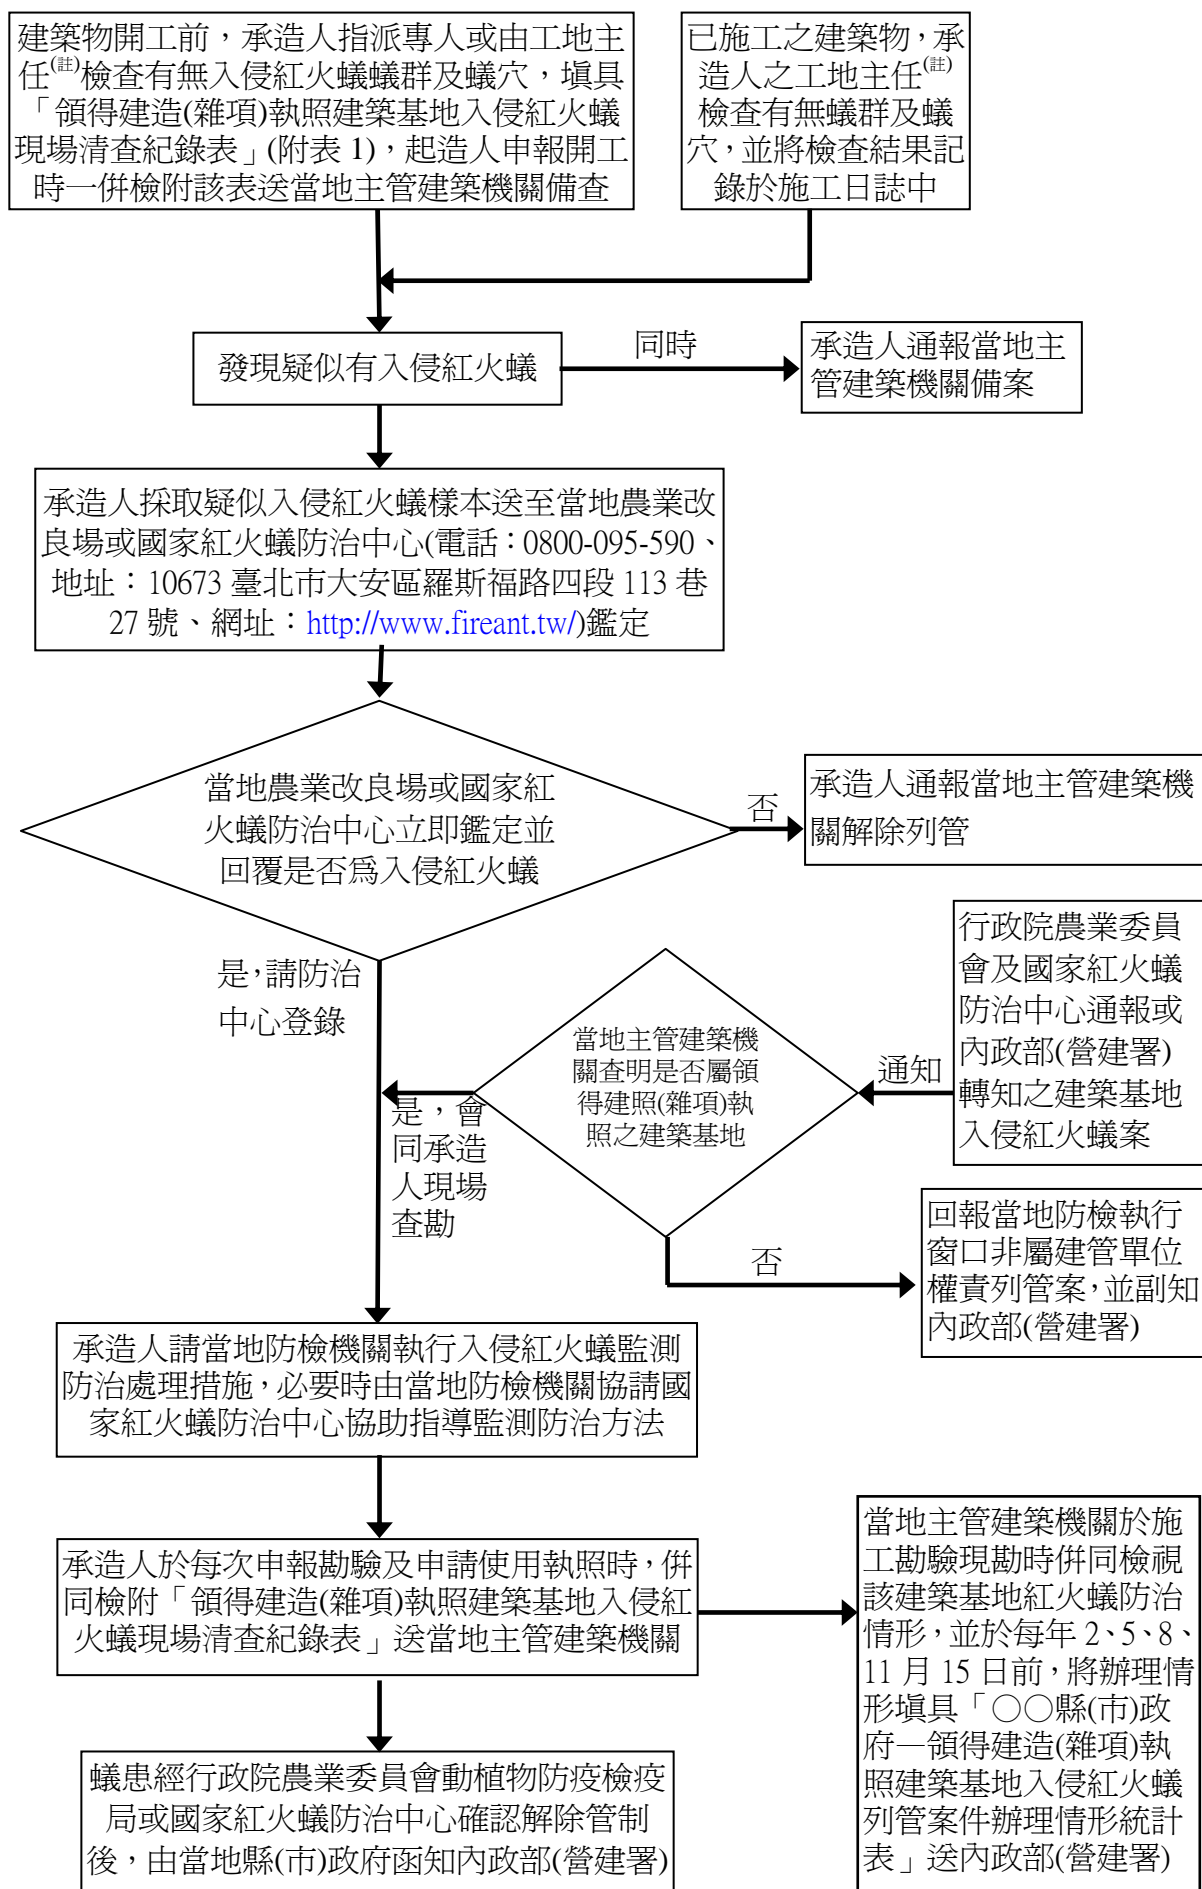 建築物開工前，承造人指派專人或由工地主
任(註)檢查有無入侵紅火蟻蟻群及蟻穴，填具
「領得建造(雜項)執照建築基地入侵紅火蟻
現場清查紀錄表」(附表 1)，起造人申報開工
時一併檢附該表送當地主管建築機關備查
已施工之建築物，承
造人之工地主任(註)
檢查有無蟻群及蟻
穴，並將檢查結果記
錄於施工日誌中
發現疑似有入侵紅火蟻
同時
承造人通報當地主
管建築機關備案
承造人採取疑似入侵紅火蟻樣本送至當地農業改
良場或國家紅火蟻防治中心(電話：0800-095-590、
地址：10673 臺北市大安區羅斯福路四段 113 巷
27 號、網址：http://www.fireant.tw/)鑑定
當地農業改良場或國家紅
火蟻防治中心立即鑑定並
回覆是否為入侵紅火蟻
否
承造人通報當地主管建築機
關解除列管
是，請防治
中心登錄
行政院農業委員
會及國家紅火蟻
防治中心通報或
內政部(營建署)
轉知之建築基地
入侵紅火蟻案
通知
當地主管建築機
關查明是否屬領
得建照(雜項)執
照之建築基地
是，會
同承造
人現場
查勘
否
回報當地防檢執行
窗口非屬建管單位
權責列管案，並副知
內政部(營建署)
承造人請當地防檢機關執行入侵紅火蟻監測
防治處理措施，必要時由當地防檢機關協請國
家紅火蟻防治中心協助指導監測防治方法
承造人於每次申報勘驗及申請使用執照時，併
同檢附「領得建造(雜項)執照建築基地入侵紅
火蟻現場清查紀錄表」送當地主管建築機關
當地主管建築機關於施
工勘驗現勘時併同檢視
該建築基地紅火蟻防治
情形，並於每年 2、5、8、
11 月 15 日前，將辦理情
形填具「○○縣(市)政
府—領得建造(雜項)執
照建築基地入侵紅火蟻
列管案件辦理情形統計
表」送內政部(營建署)
蟻患經行政院農業委員會動植物防疫檢疫
局或國家紅火蟻防治中心確認解除管制
後，由當地縣(市)政府函知內政部(營建署)